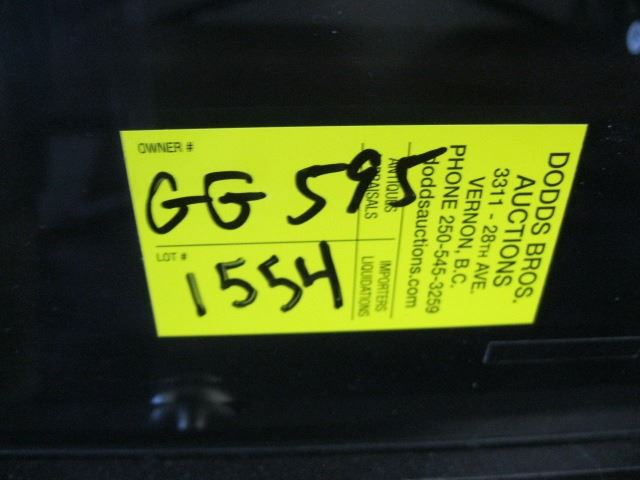 OWNER #
GG 595
LOT #
1554
DODDS BROS.
AUCTIONS
3311 - 28TH AVE.
VERNON, B.C.
PHONE 250-545-3259
doddsauctions.com
ANTIQUES IMPORTERS
APPRAISALS LIQUIDATIONS